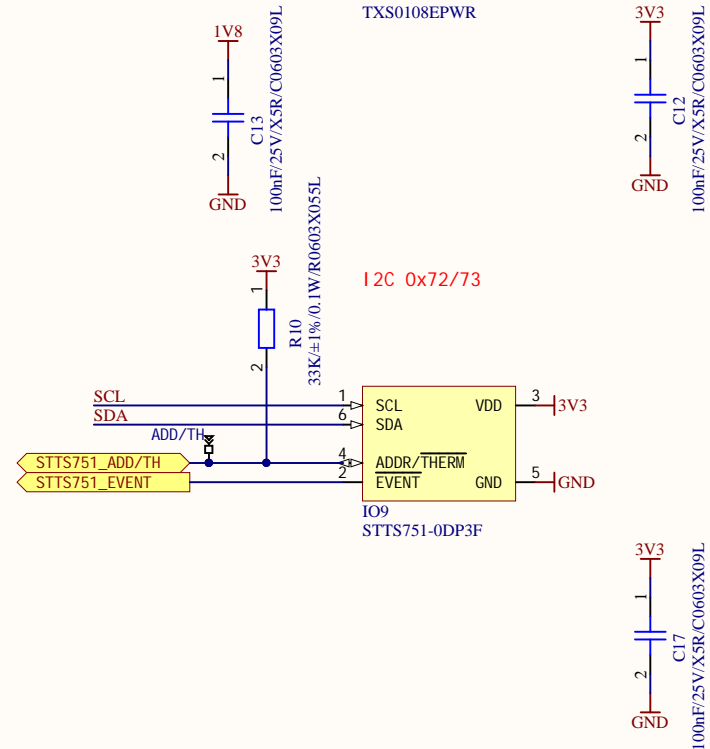 TXS0108EPWR
1V8
1
2
C13
100nF/25V/X5R/C0603X09L
GND
3V3
1
2
C12
100nF/25V/X5R/C0603X09L
GND
3V3
1
2
R10
33K/±1%/0.1W/R0603X055L
I2C 0x72/73
SCL
1
SCL
VDD
3
3V3
SDA
6
SDA
ADD/TH
STTS751_ADD/TH
4
ADDR/THERM
STTS751_EVENT
2
EVENT
GND
5
GND
IO9
STTS751-0DP3F
3V3
1
2
C17
100nF/25V/X5R/C0603X09L
GND